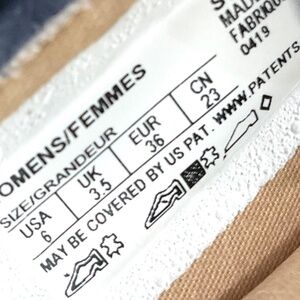 OMENS/FEMMES
SIZE/GRANDEUR
USA UK EUR CN
6 3.5 36 23
MAY BE COVERED BY US PAT. WWW.PATENTS
MADE
FABRIQU
0419